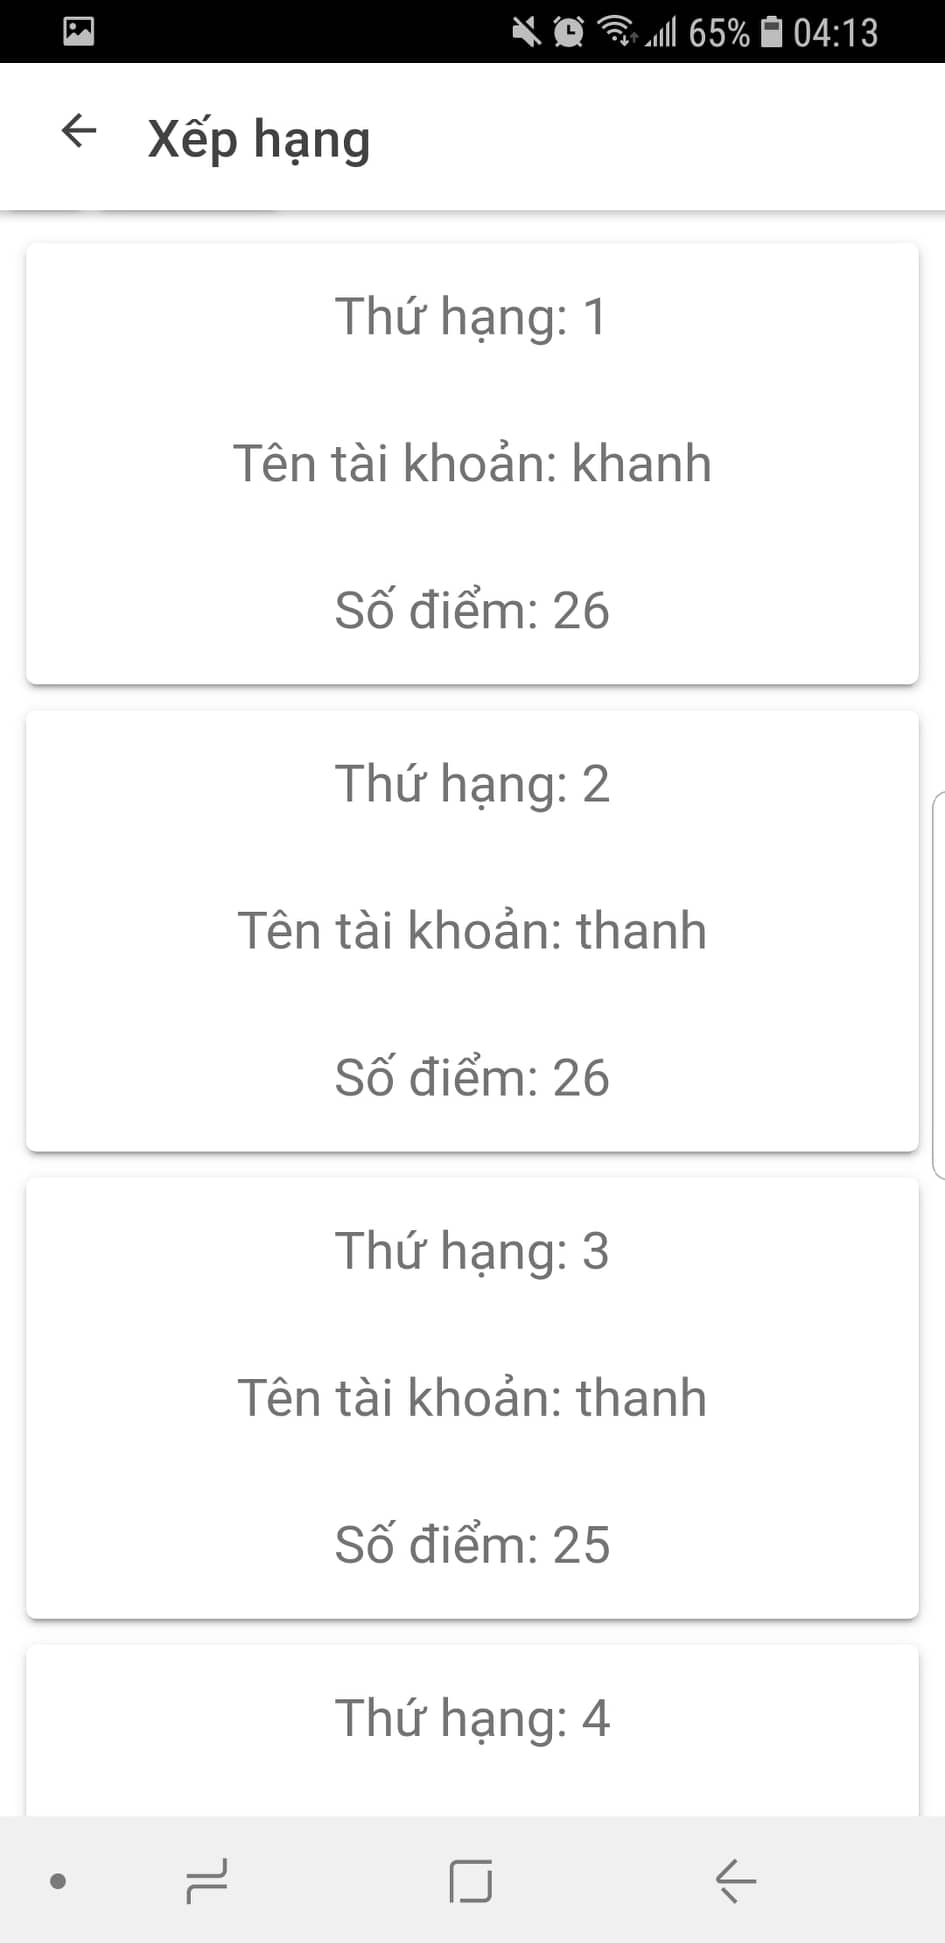 65% 04:13
Xếp hạng
Thứ hạng: 1
Tên tài khoản: khanh
Số điểm: 26
Thứ hạng: 2
Tên tài khoản: thanh
Số điểm: 26
Thứ hạng: 3
Tên tài khoản: thanh
Số điểm: 25
Thứ hạng: 4